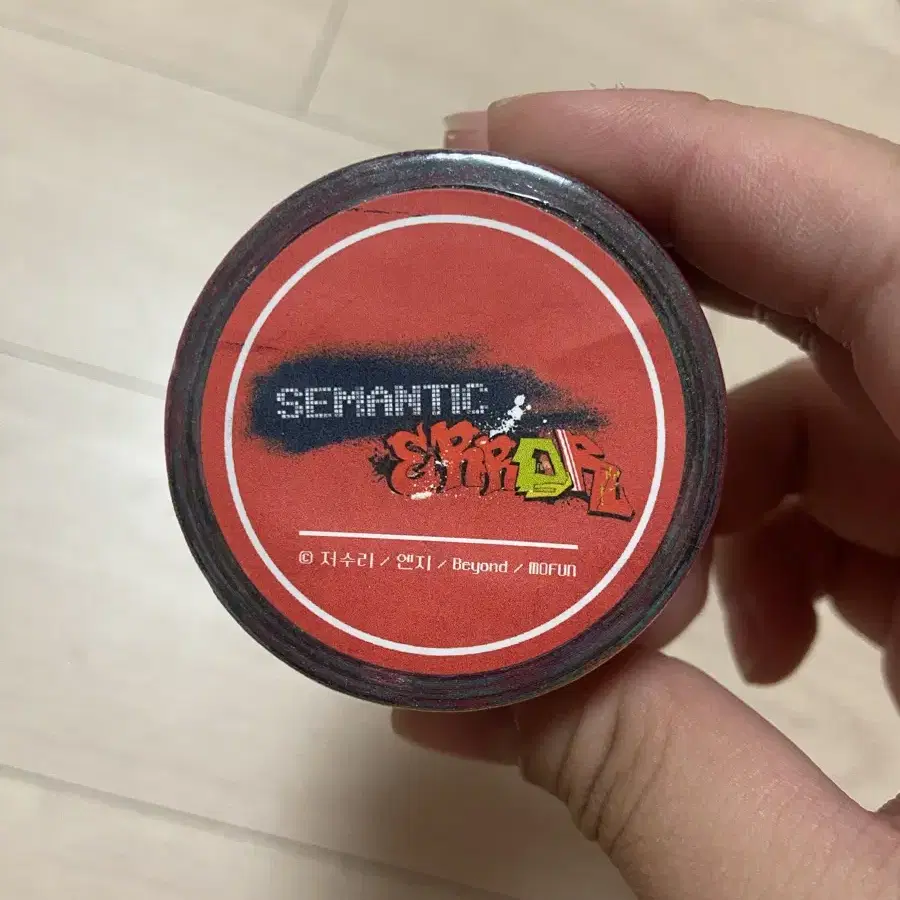 SEMANTIC
ERROR
© 저수리 / 엔지 / Beyond / MOFUN